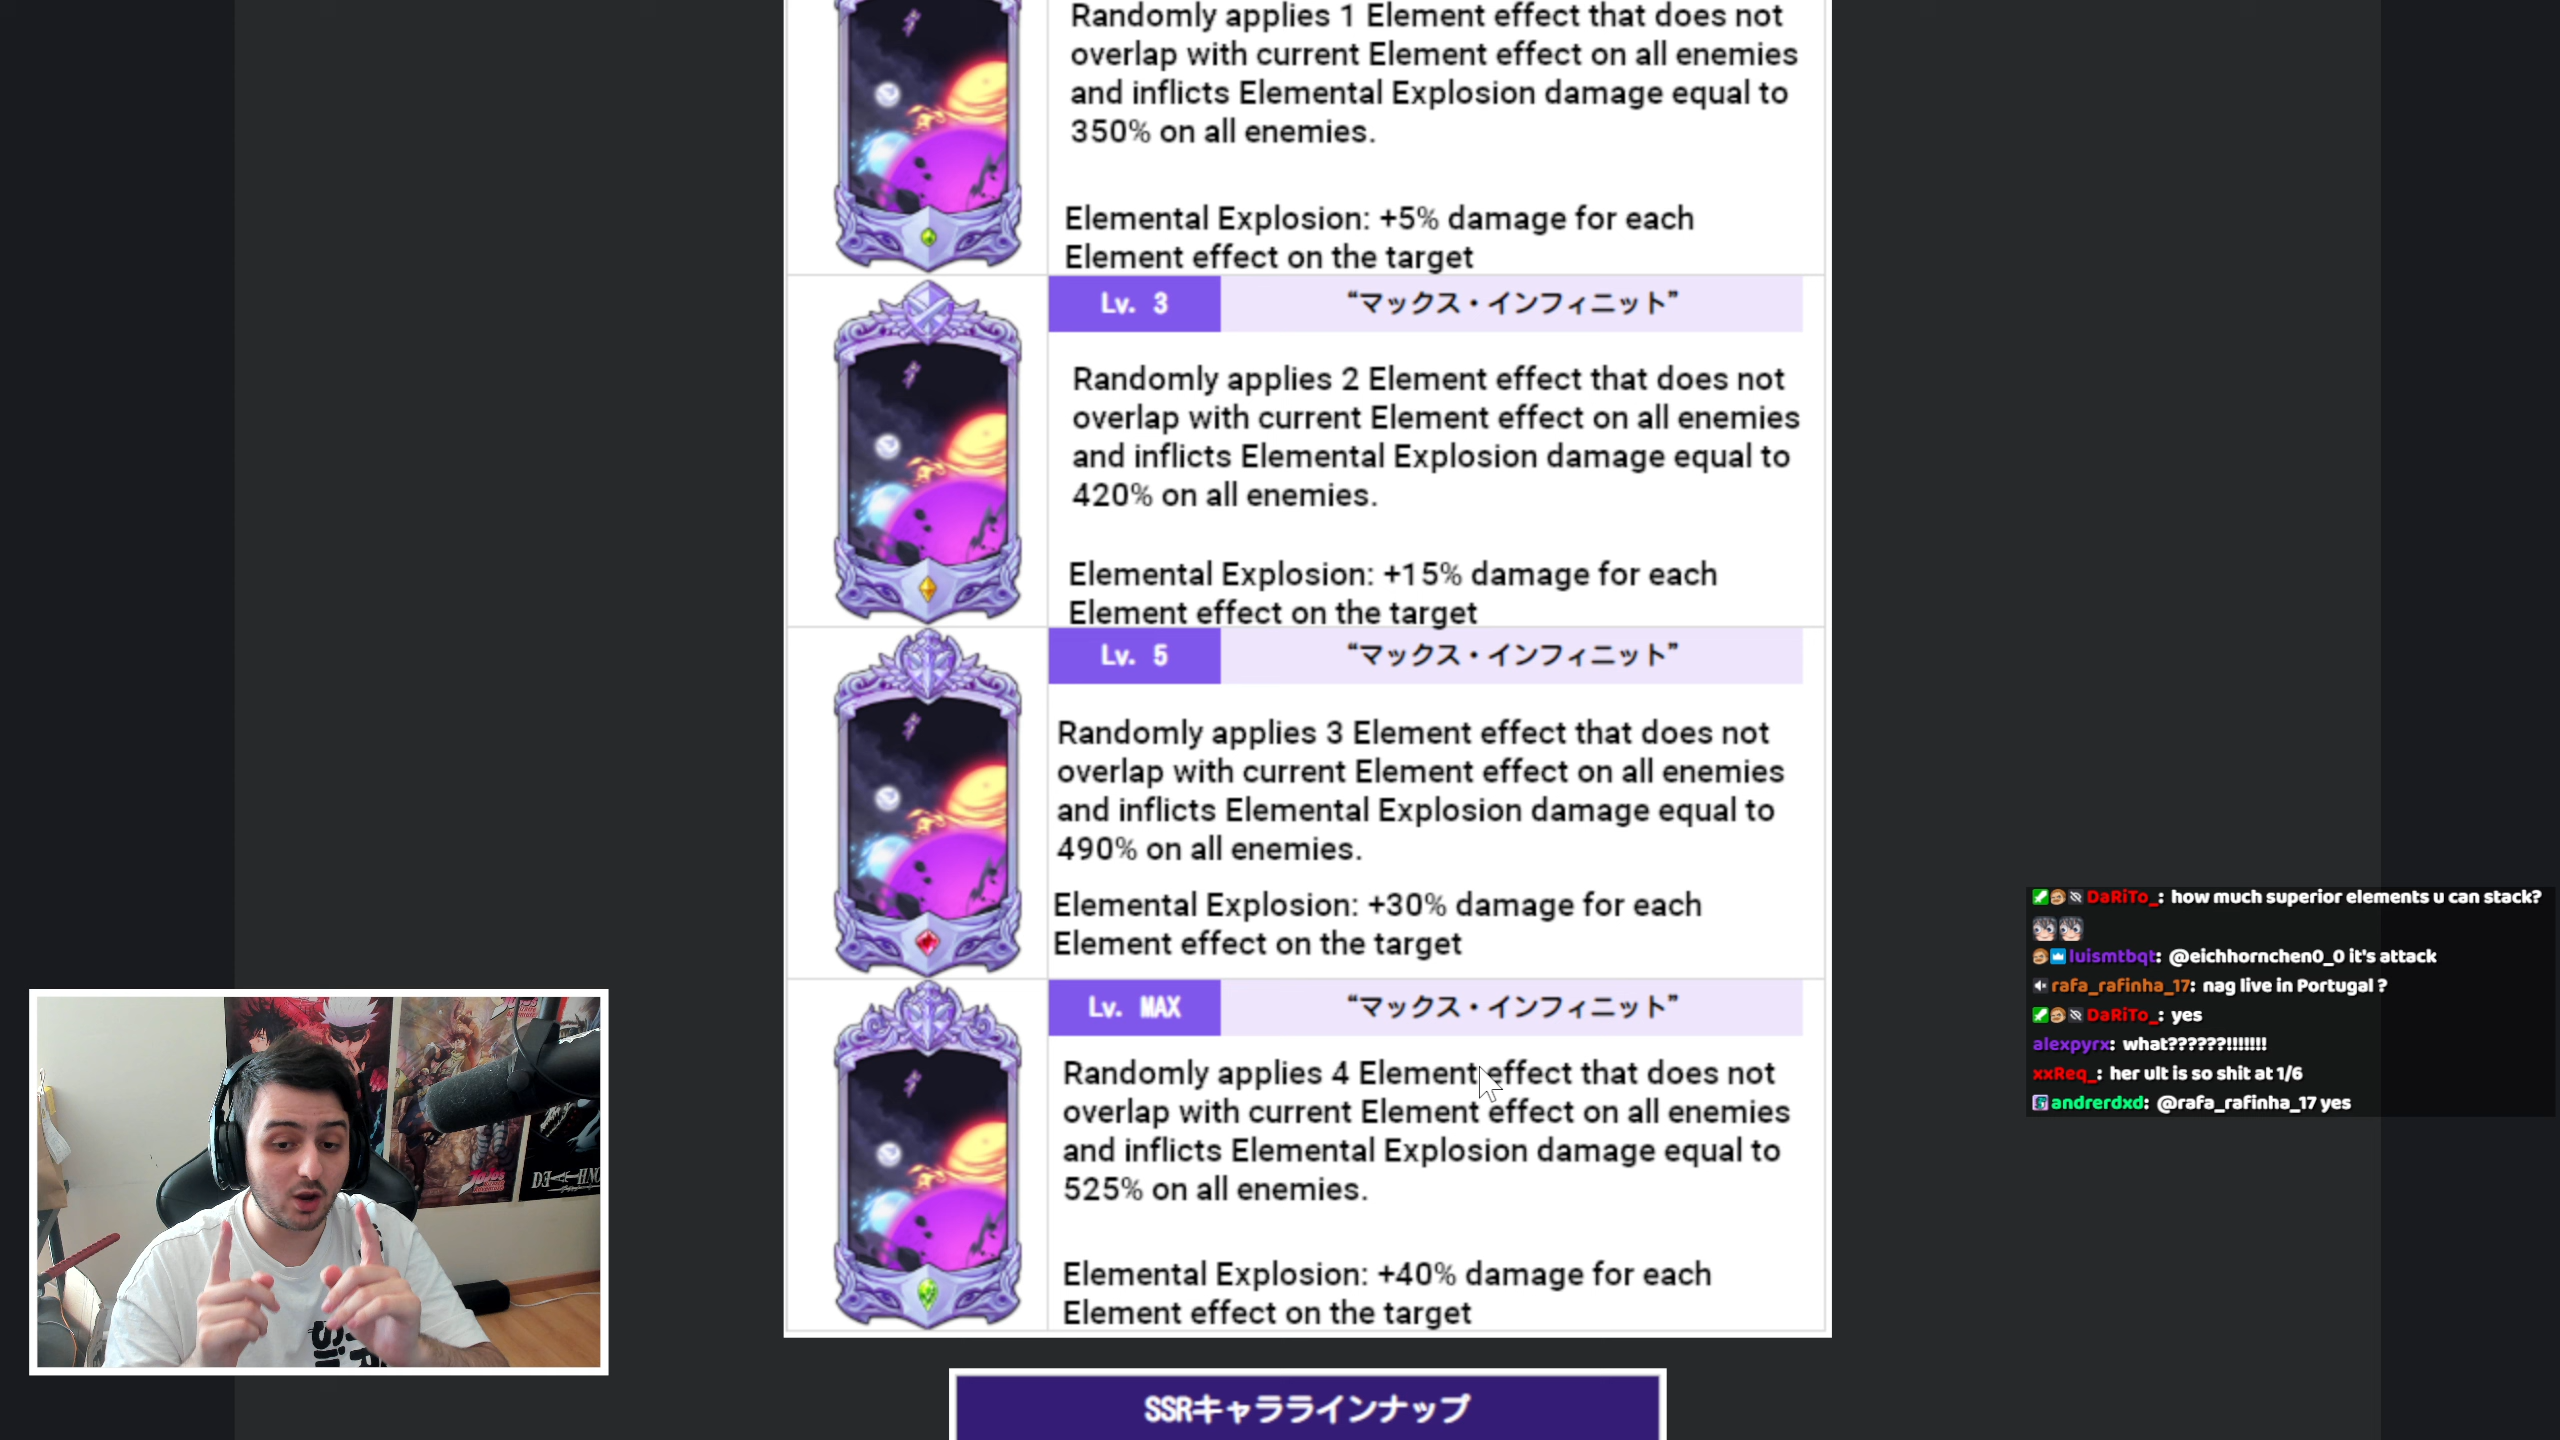 Randomly applies 1 Element effect that does not
overlap with current Element effect on all enemies
and inflicts Elemental Explosion damage equal to
350% on all enemies.
Elemental Explosion: +5% damage for each
Element effect on the target
Lv. 3
“マックス・インフィニット”
Randomly applies 2 Element effect that does not
overlap with current Element effect on all enemies
and inflicts Elemental Explosion damage equal to
420% on all enemies.
Elemental Explosion: +15% damage for each
Element effect on the target
Lv. 5
“マックス・インフィニット”
Randomly applies 3 Element effect that does not
overlap with current Element effect on all enemies
and inflicts Elemental Explosion damage equal to
490% on all enemies.
Elemental Explosion: +30% damage for each
Element effect on the target
Lv. MAX
“マックス・インフィニット”
Randomly applies 4 Element effect that does not
overlap with current Element effect on all enemies
and inflicts Elemental Explosion damage equal to
525% on all enemies.
Elemental Explosion: +40% damage for each
Element effect on the target
SSRキャララインナップ
DaRiTo_: how much superior elements u can stack?
luismtbqt: @eichhornchen0_0 it's attack
rafa_rafinha_17: nag live in Portugal ?
DaRiTo_: yes
alexpyrx: what??????!!!!!!!
xxReq_: her ult is so shit at 1/6
andrerdxd: @rafa_rafinha_17 yes